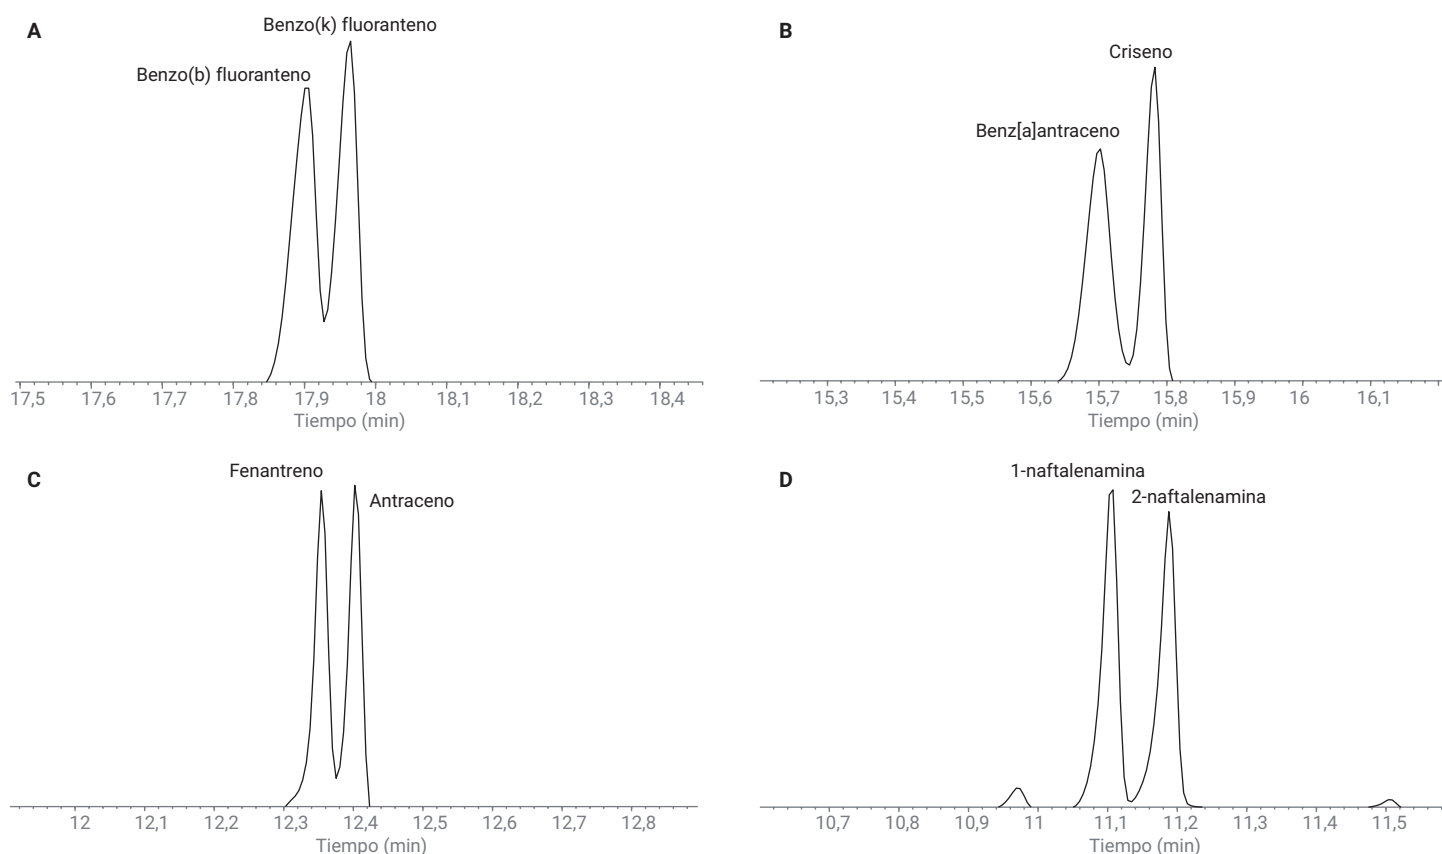 A
Benzo(k) fluoranteno
Benzo(b) fluoranteno
17,5 17,6 17,7 17,8 17,9 18 18,1 18,2 18,3 18,4
Tiempo (min)
B
Criseno
Benz[a]antraceno
15,3 15,4 15,5 15,6 15,7 15,8 15,9 16 16,1
Tiempo (min)
C
Fenantreno
Antraceno
12 12,1 12,2 12,3 12,4 12,5 12,6 12,7 12,8
Tiempo (min)
D
1-naftalenamina
2-naftalenamina
10,7 10,8 10,9 11 11,1 11,2 11,3 11,4 11,5
Tiempo (min)